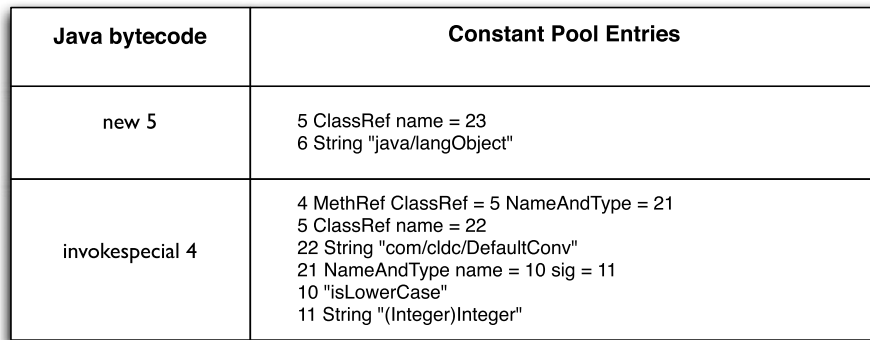 Java bytecode
Constant Pool Entries
new 5
5 ClassRef name = 23
6 String "java/langObject"
invokespecial 4
4 MethRef ClassRef = 5 NameAndType = 21
5 ClassRef name = 22
22 String "com/cldc/DefaultConv"
21 NameAndType name = 10 sig = 11
10 "isLowerCase"
11 String "(Integer)Integer"